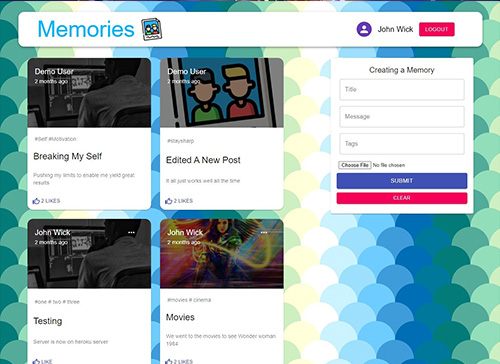 Memories
John Wick
LOGOUT
Demo User
2 months ago
#Self #Motivation
Breaking My Self
Pushing my limits to enable me yield great
results
2 LIKES
Demo User
2 months ago
#staysharp
Edited A New Post
It all just works well all the time
2 LIKES
Creating a Memory
Title
Message
Tags
Choose File No file chosen
SUBMIT
CLEAR
John Wick
2 months ago
#one # two # three
Testing
Server is now on heroku server
LIKE
John Wick
2 months ago
#movies # cinema
Movies
We went to the movies to see Wonder woman
1984
2 LIKES